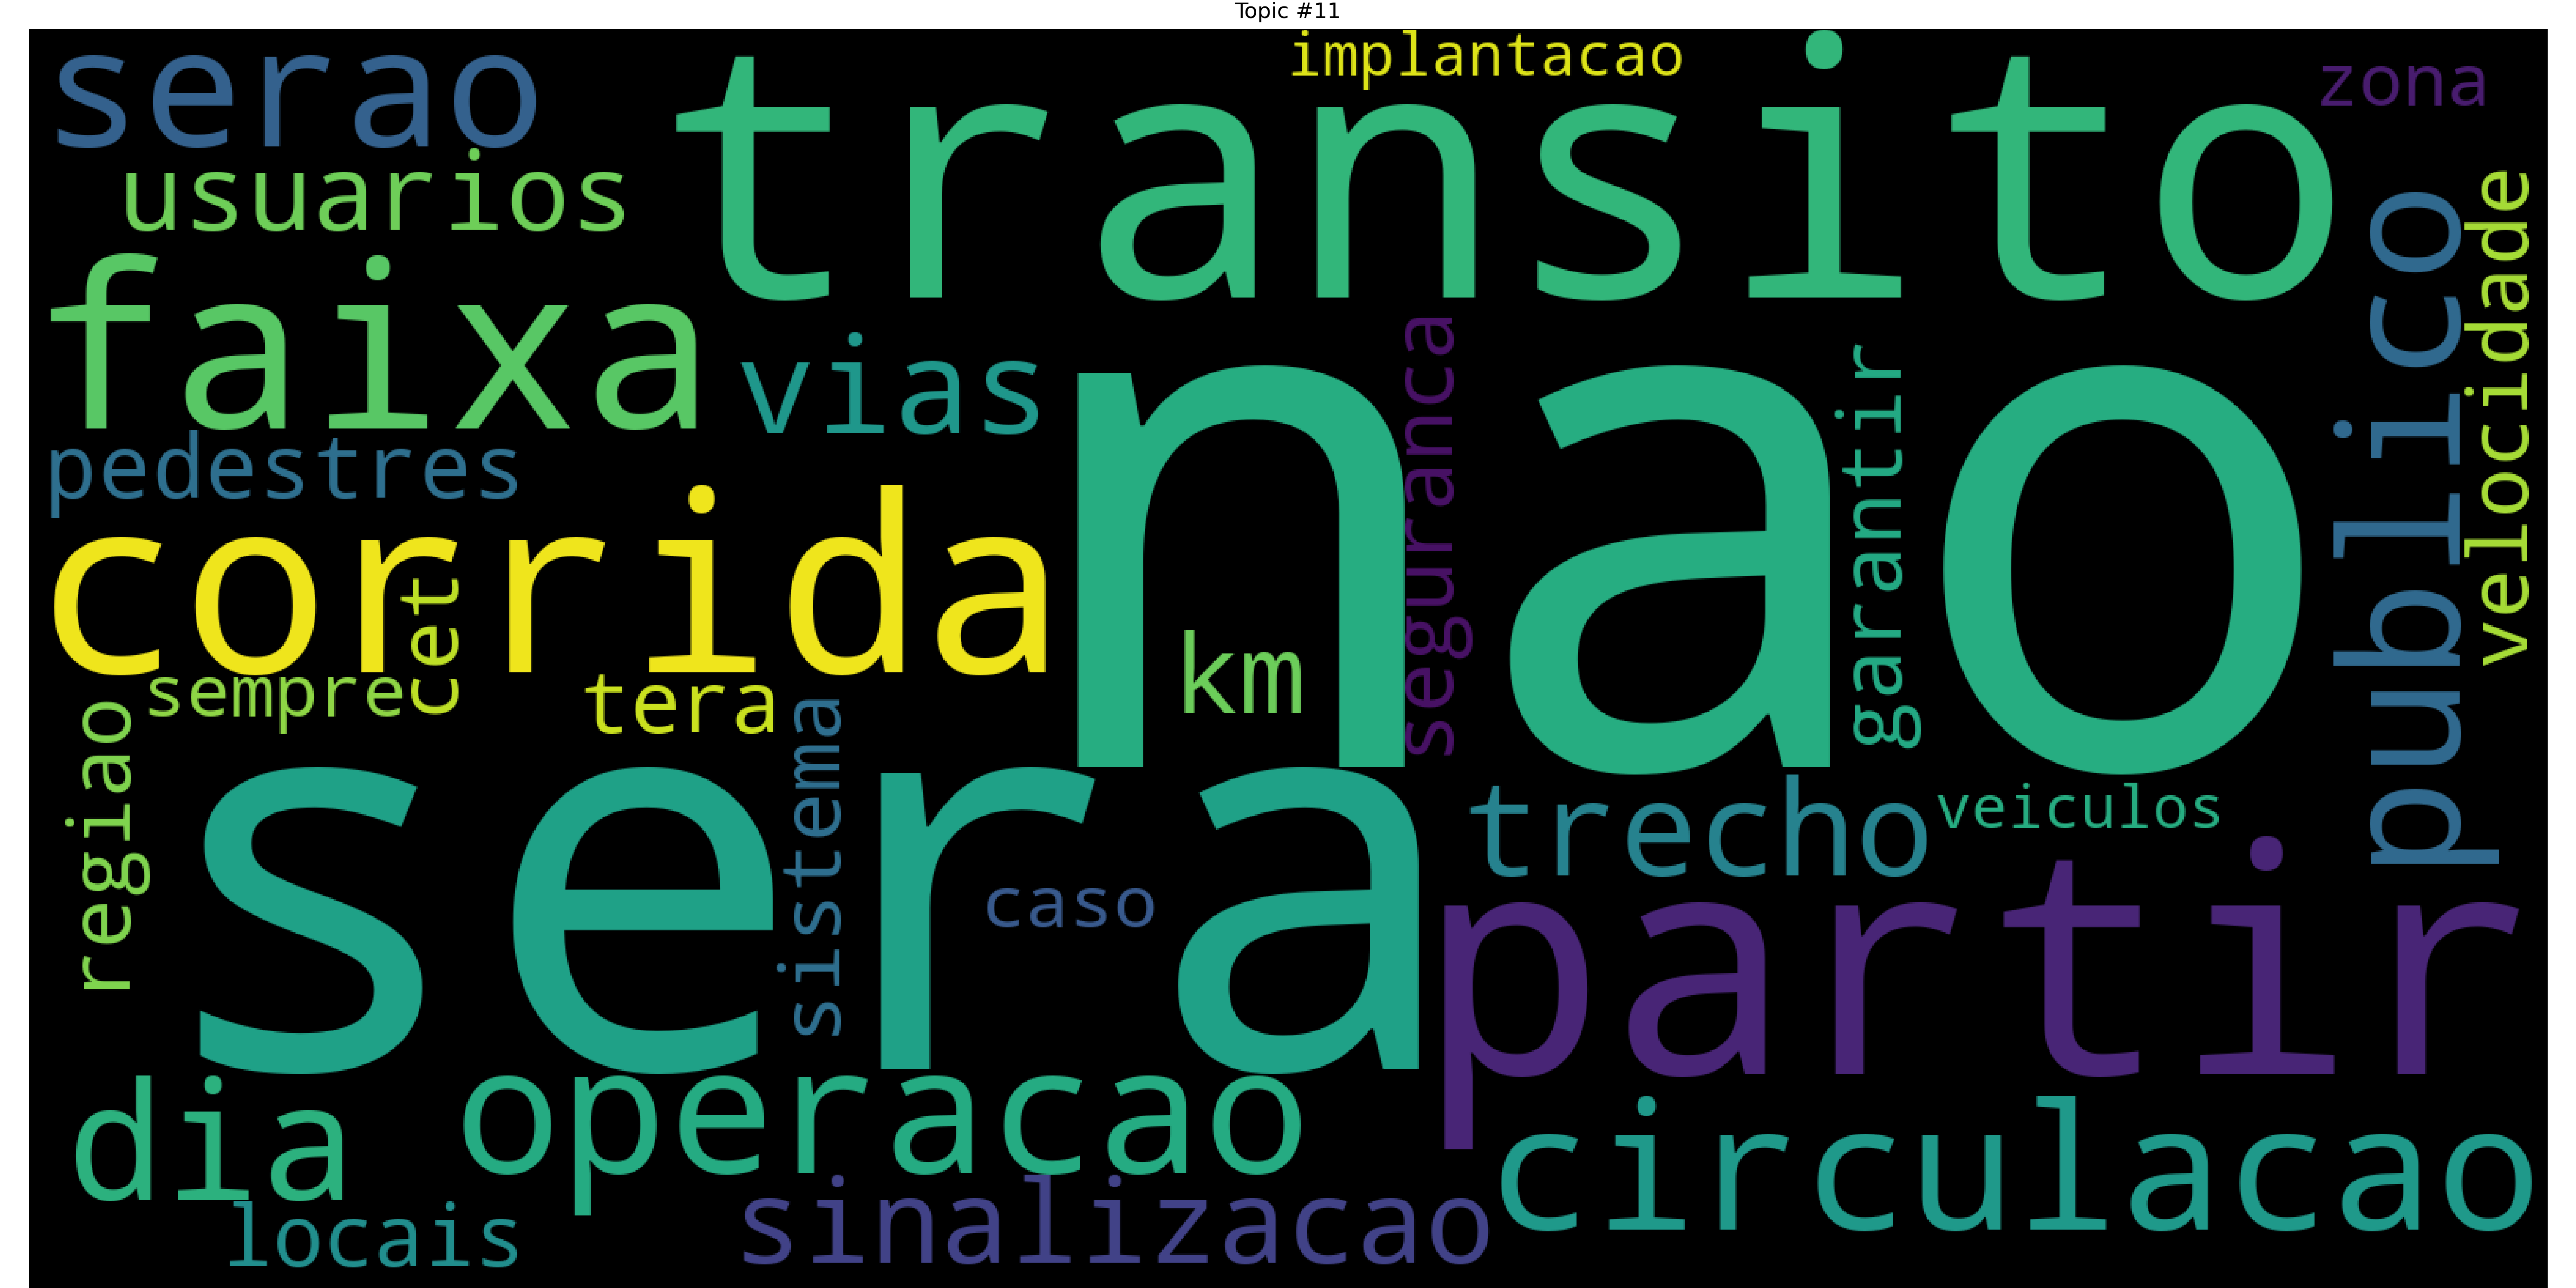 Topic #11
implantacao
serao
transito
zona
usuarios
faixa
vias
nao
seguranca
garantir
publico
velocidade
pedestres
corrida
cet
km
sempre
tera
regiao
sistema
sera
caso
trecho
veiculos
partir
dia
operacao
circulacao
locais
sinalizacao